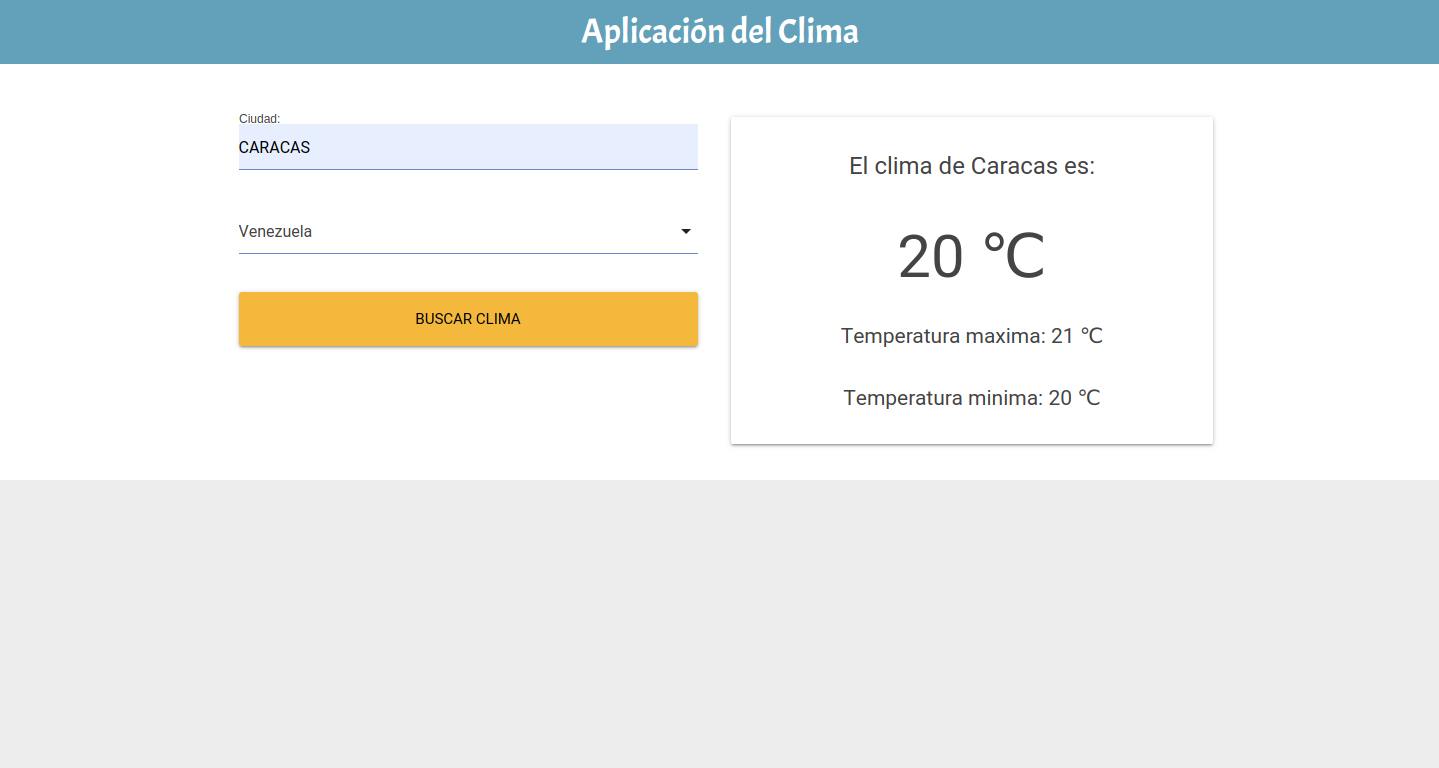 Aplicación del Clima
Ciudad:
CARACAS
Venezuela
BUSCAR CLIMA
El clima de Caracas es:
20 ℃
Temperatura maxima: 21 ℃
Temperatura minima: 20 ℃